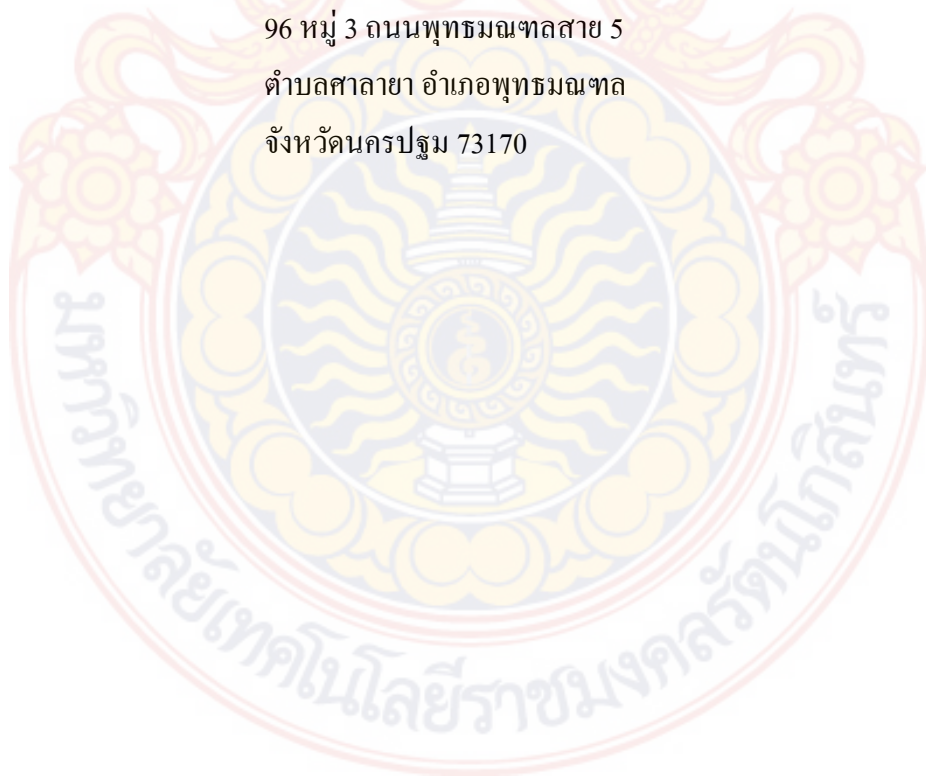 96 หมู่ 3 ถนนพุทธมณฑลสาย 5
ตำบลศาลายา อำเภอพุทธมณฑล
จังหวัดนครปฐม 73170
มหาวิทยาลัยเทคโนโลยีราชมงคลรัตนโกสินทร์